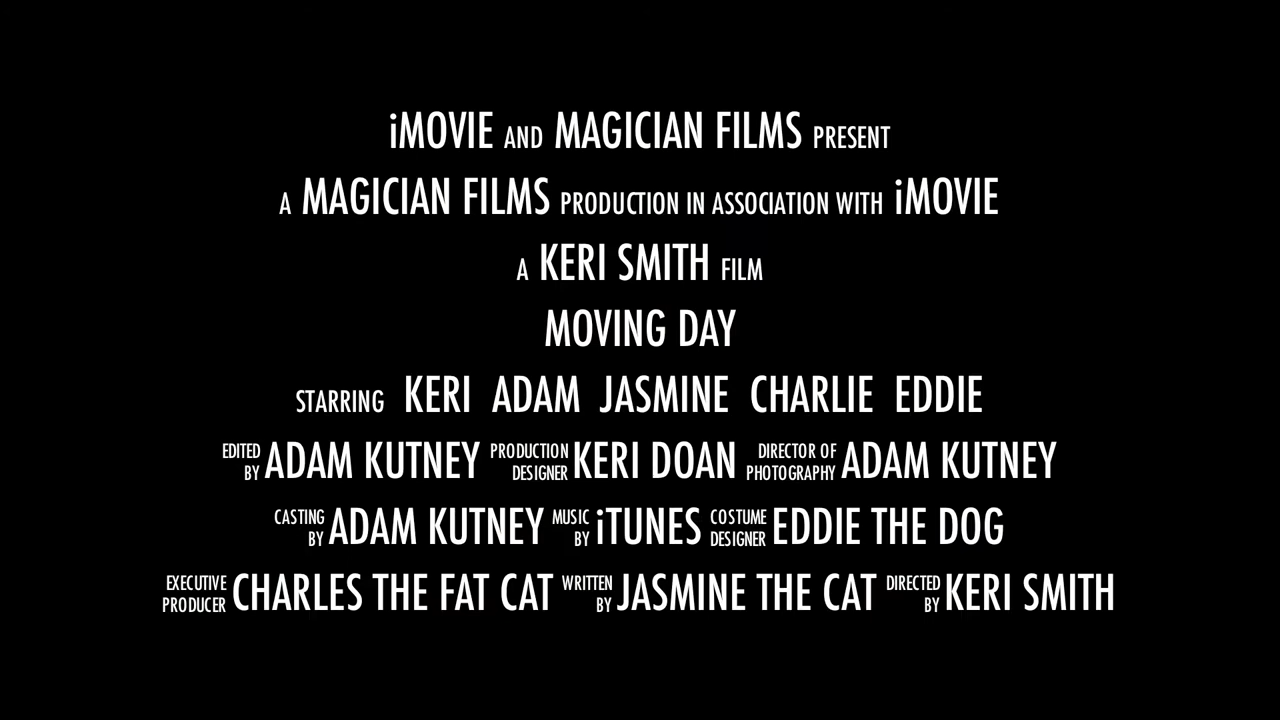 iMOVIE AND MAGICIAN FILMS PRESENT
A MAGICIAN FILMS PRODUCTION IN ASSOCIATION WITH iMOVIE
A KERI SMITH FILM
MOVING DAY
STARRING KERI ADAM JASMINE CHARLIE EDDIE
EDITED BY ADAM KUTNEY PRODUCTION DESIGNER KERI DOAN DIRECTOR OF PHOTOGRAPHY ADAM KUTNEY
CASTING BY ADAM KUTNEY MUSIC BY iTUNES COSTUME DESIGNER EDDIE THE DOG
EXECUTIVE PRODUCER CHARLES THE FAT CAT WRITTEN BY JASMINE THE CAT DIRECTED BY KERI SMITH